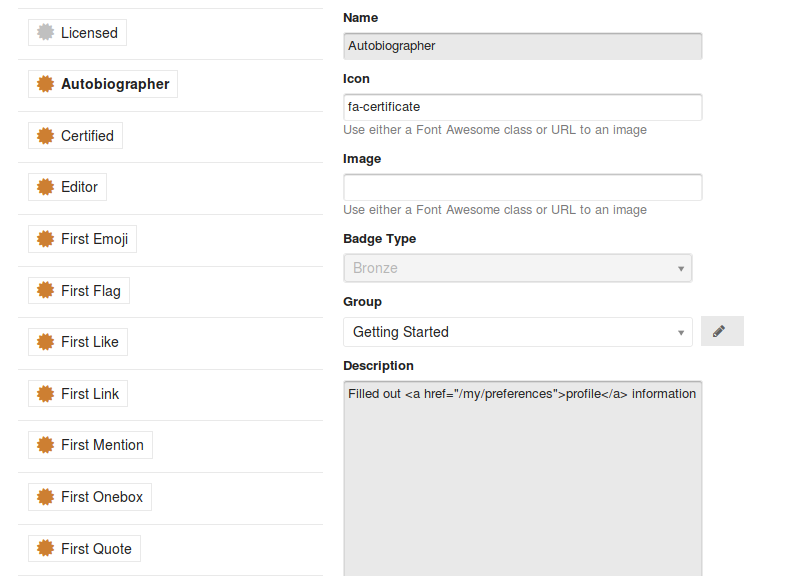 Licensed
Autobiographer
Certified
Editor
First Emoji
First Flag
First Like
First Link
First Mention
First Onebox
First Quote
Name
Autobiographer
Icon
fa-certificate
Use either a Font Awesome class or URL to an image
Image
Use either a Font Awesome class or URL to an image
Badge Type
Bronze
Group
Getting Started
Description
Filled out <a href="/my/preferences">profile</a> information